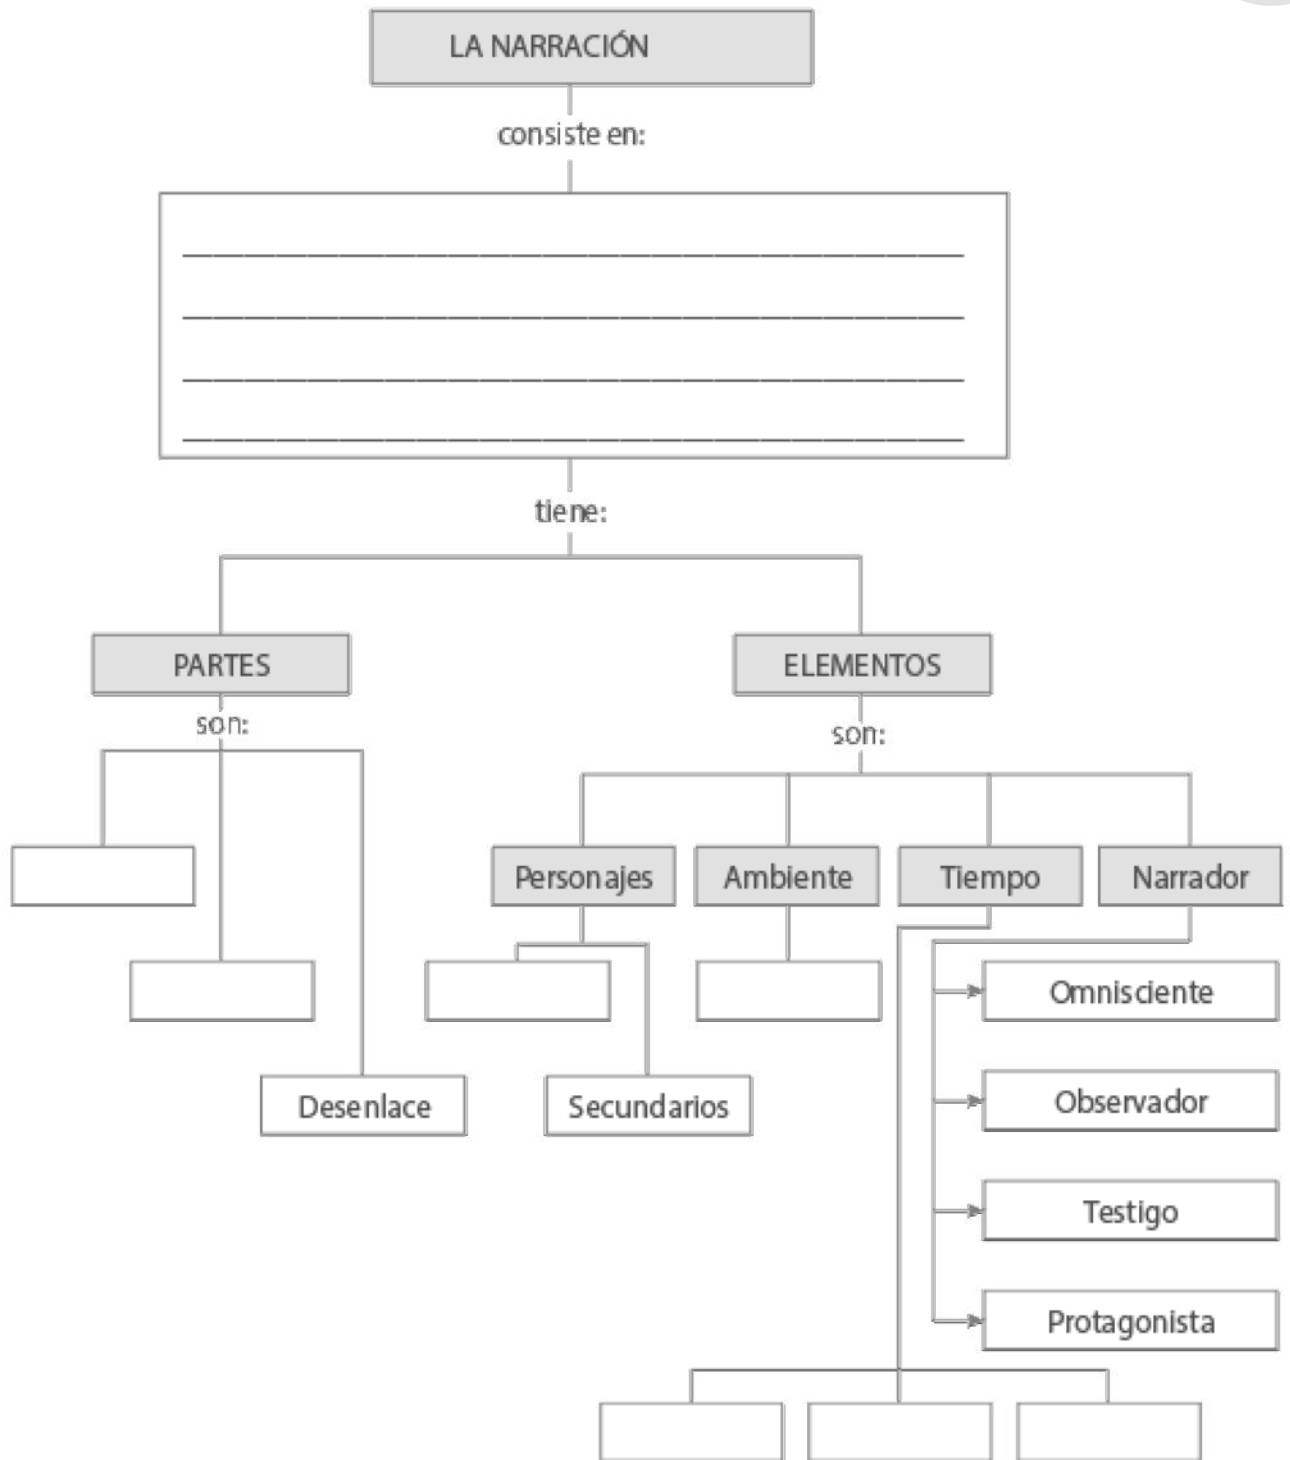 LA NARRACIÓN
consiste en:
tiene:
PARTES
ELEMENTOS
son:
son:
Personajes
Ambiente
Tiempo
Narrador
Omnisciente
Desenlace
Secundarios
Observador
Testigo
Protagonista